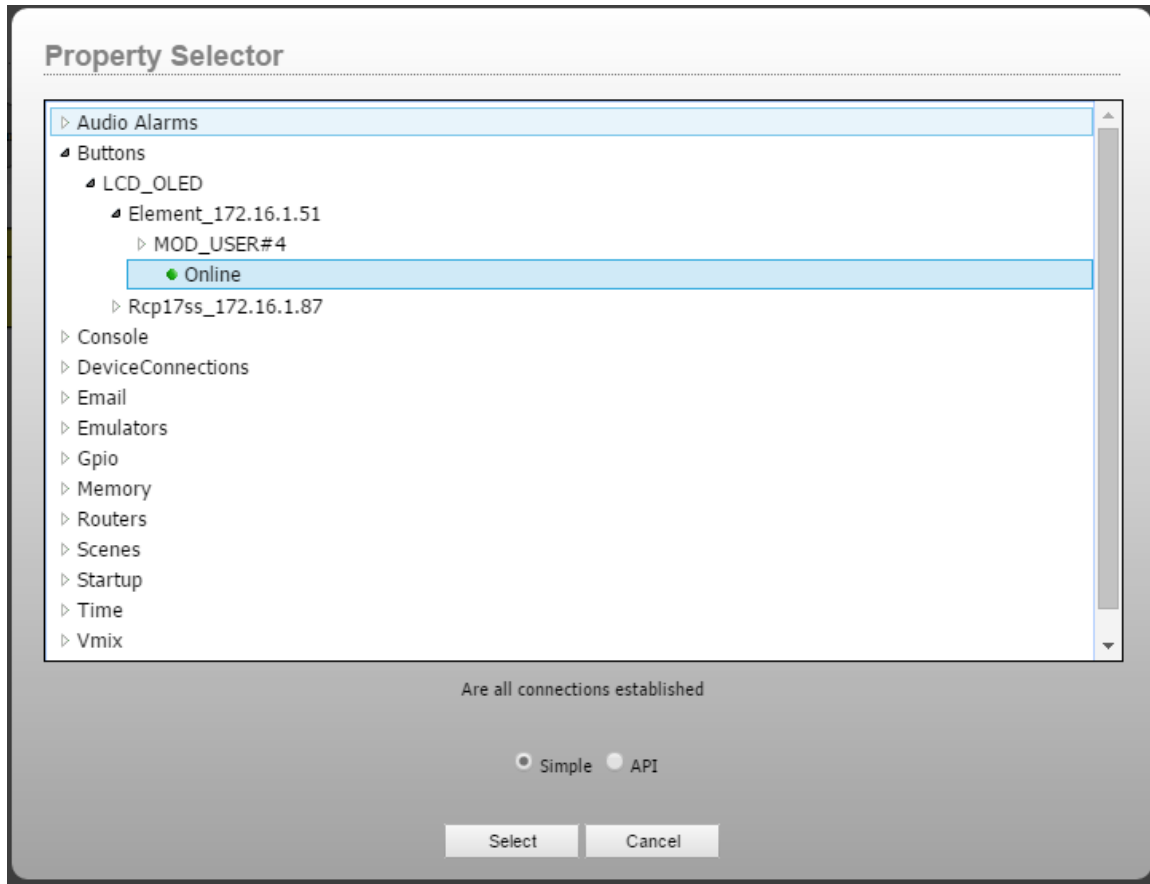 Property Selector
Audio Alarms
Buttons
LCD_OLED
Element_172.16.1.51
MOD_USER#4
Online
Rcp17ss_172.16.1.87
Console
DeviceConnections
Email
Emulators
Gpio
Memory
Routers
Scenes
Startup
Time
Vmix
Are all connections established
Simple API
Select Cancel